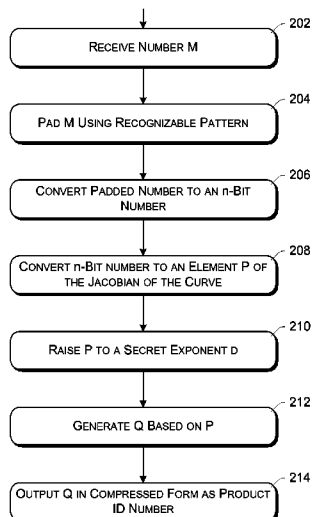 202
RECEIVE NUMBER M
204
PAD M USING RECOGNIZABLE PATTERN
206
CONVERT PADDED NUMBER TO AN n-BIT
NUMBER
208
CONVERT n-BIT NUMBER TO AN ELEMENT P OF
THE JACOBIAN OF THE CURVE
210
RAISE P TO A SECRET EXPONENT D
212
GENERATE Q BASED ON P
214
OUTPUT Q IN COMPRESSED FORM AS PRODUCT
ID NUMBER